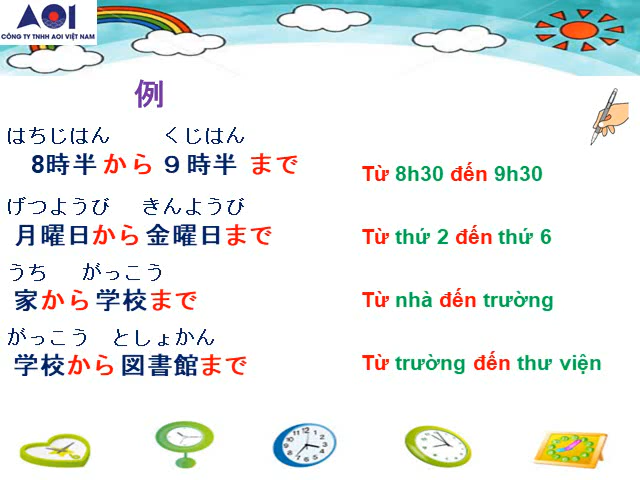 AOI
CÔNG TY TNHH AOI VIỆT NAM
例
はちじはん くじはん
8時半 から 9 時半 まで
Từ 8h30 đến 9h30
げつようび きんようび
月曜日から 金曜日まで
Từ thứ 2 đến thứ 6
うち がっこう
家から 学校まで
Từ nhà đến trường
がっこう としょかん
学校から 図書館まで
Từ trường đến thư viện